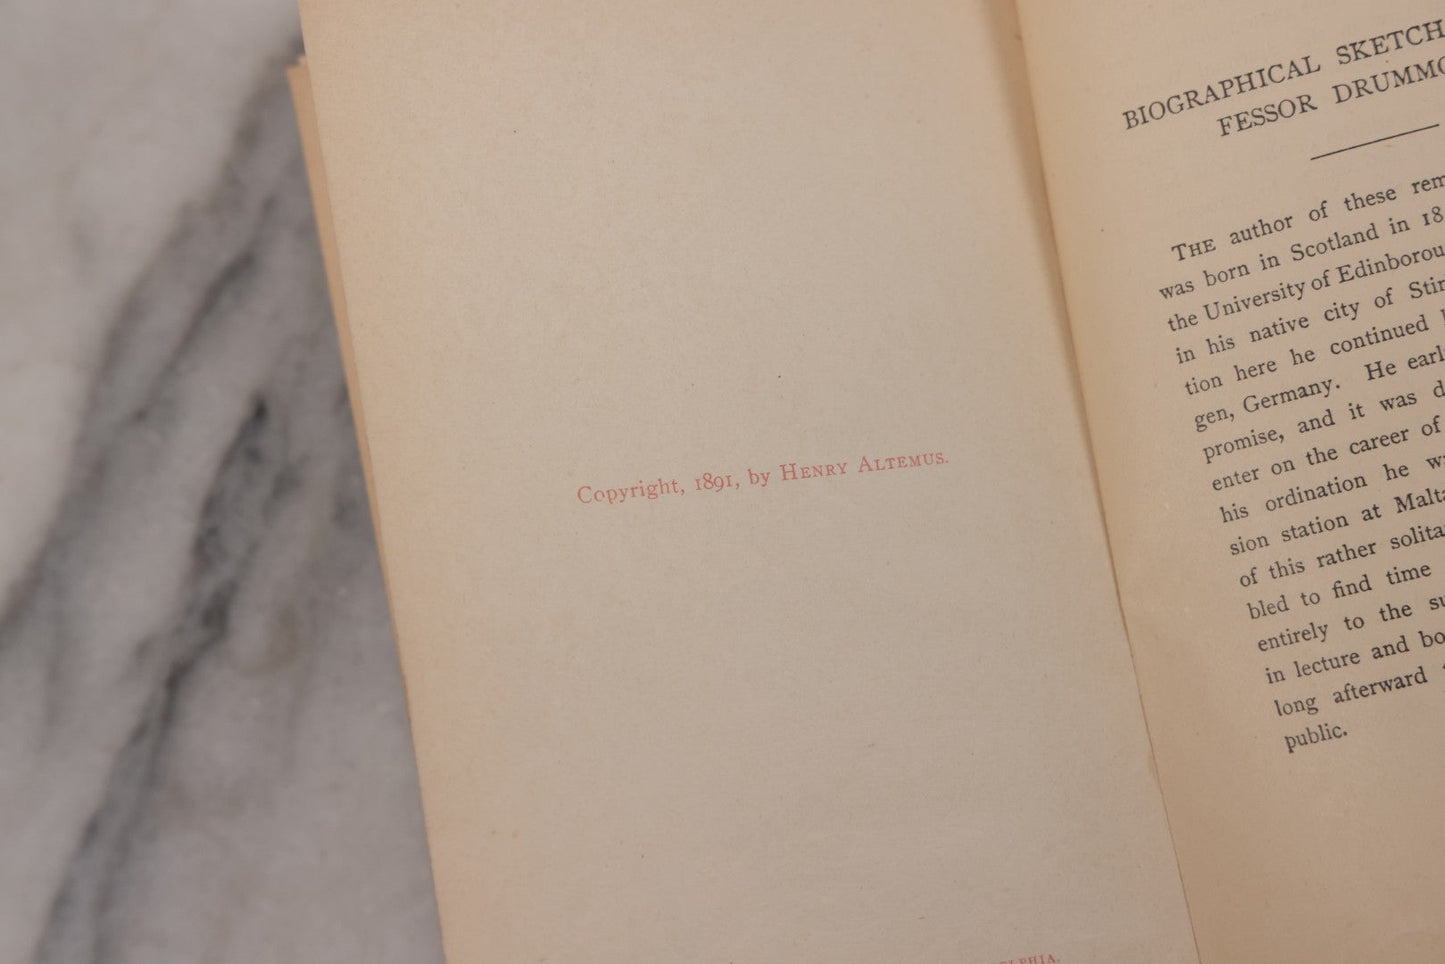 Copyright, 1891, by HENRY ALTEMUS.
BIOGRAPHICAL SKETCH
FESSOR DRUMMO
THE author of these rem
was born in Scotland in 18
the University of Edinborou
in his native city of Stir
tion here he continued
gen, Germany. He earl
promise, and it was d
enter on the career of
his ordination he w
sion station at Malta
of this rather solita
bled to find time
entirely to the su
in lecture and bo
long afterward
public.